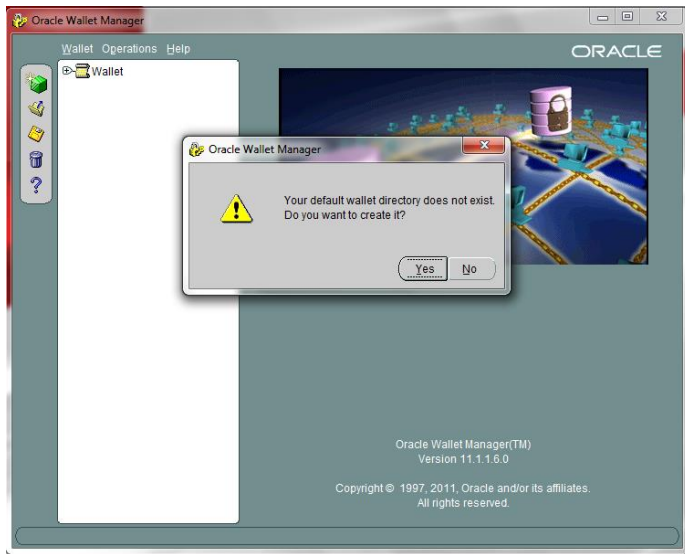 Oracle Wallet Manager
Wallet Operations Help
ORACLE
Wallet
Oracle Wallet Manager
Your default wallet directory does not exist.
Do you want to create it?
Yes No
Oracle Wallet Manager(TM)
Version 11.1.1.6.0
Copyright © 1997, 2011, Oracle and/or its affiliates.
All rights reserved.